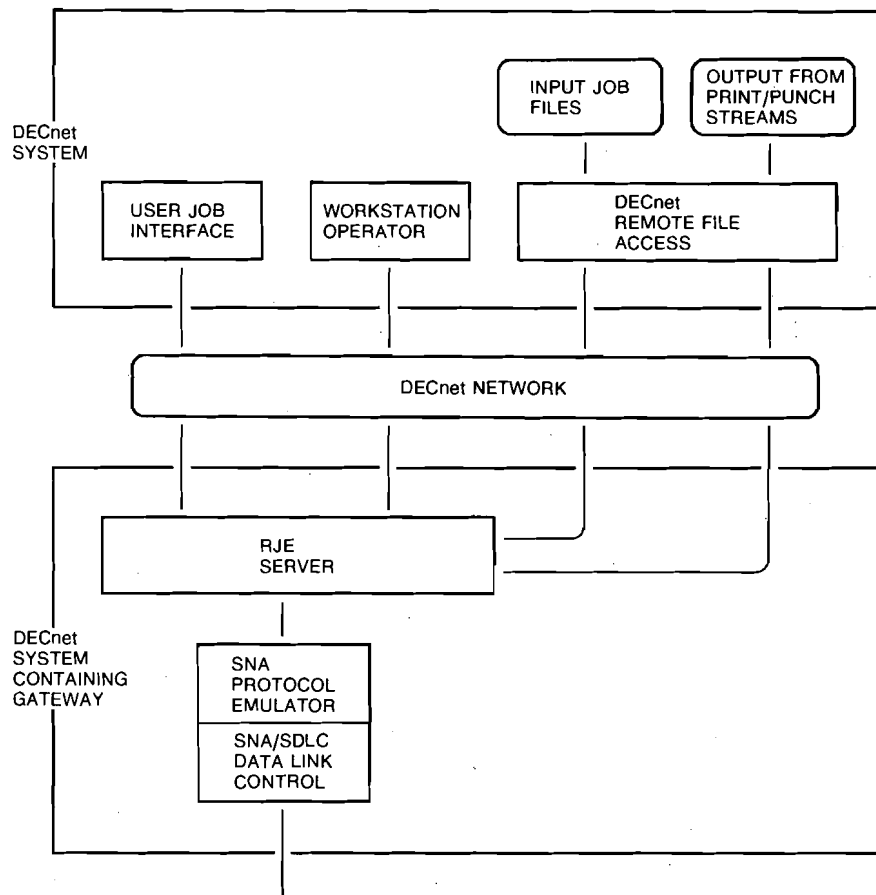 INPUT JOB
FILES
OUTPUT FROM
PRINT/PUNCH
STREAMS
DECnet
SYSTEM
USER JOB
INTERFACE
WORKSTATION
OPERATOR
DECnet
REMOTE FILE
ACCESS
DECnet NETWORK
RJE
SERVER
DECnet
SYSTEM
CONTAINING
GATEWAY
SNA
PROTOCOL
EMULATOR
SNA/SDLC
DATA LINK
CONTROL